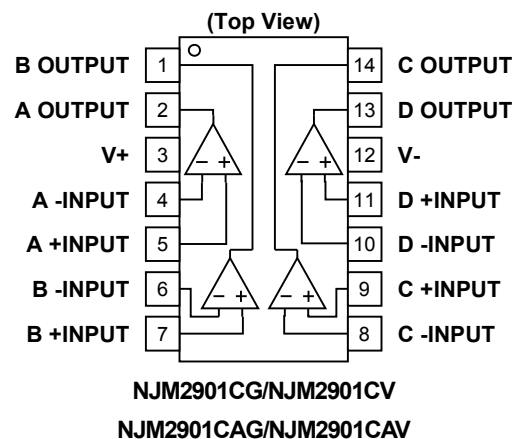 (Top View)
B OUTPUT 1 14 C OUTPUT
A OUTPUT 2 13 D OUTPUT
V+ 3 12 V-
A -INPUT 4 11 D +INPUT
A +INPUT 5 10 D -INPUT
B -INPUT 6 9 C +INPUT
B +INPUT 7 8 C -INPUT
- + - +
- + - +
NJM2901CG/NJM2901CV
NJM2901CAG/NJM2901CAV